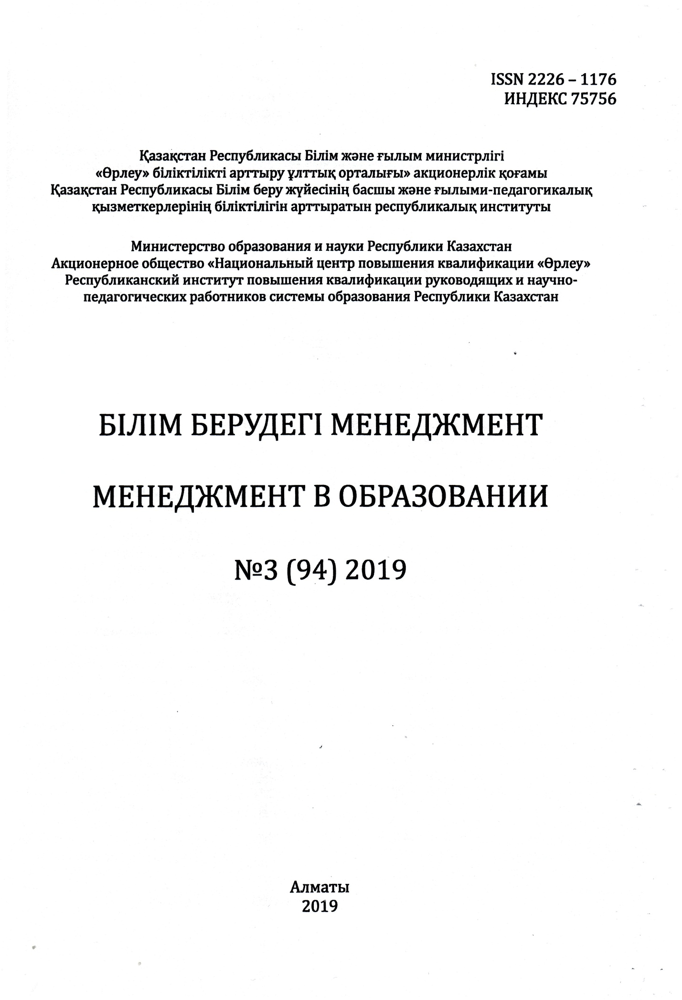 ISSN 2226 – 1176
ИНДЕКС 75756
Қазақстан Республикасы Білім және ғылым министрлігі
«Өрлеу» біліктілікті арттыру ұлттық орталығы» акционерлік қоғамы
Қазақстан Республикасы Білім беру жүйесінің басшы және ғылыми-педагогикалық
қызметкерлерінің біліктілігін арттыратын республикалық институты
Министерство образования и науки Республики Казахстан
Акционерное общество «Национальный центр повышения квалификации «Өрлеу»
Республиканский институт повышения квалификации руководящих и научно-
педагогических работников системы образования Республики Казахстан
БІЛІМ БЕРУДЕГІ МЕНЕДЖМЕНТ
МЕНЕДЖМЕНТ В ОБРАЗОВАНИИ
№3 (94) 2019
Алматы
2019